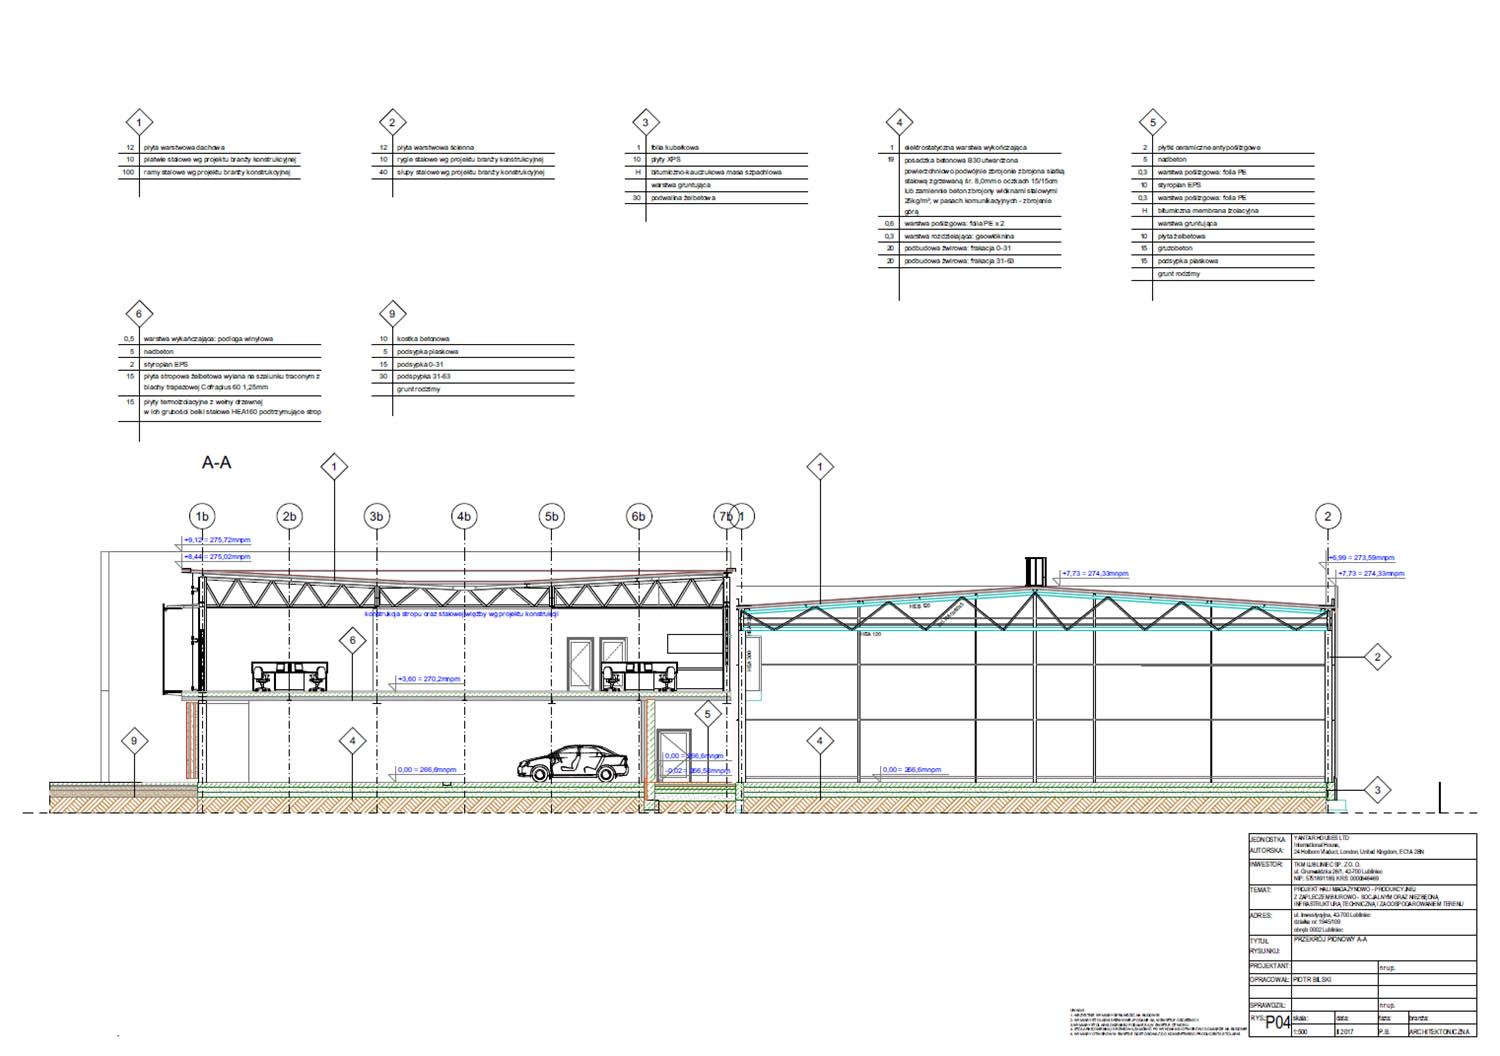 1
12 płyta warstwowa dachowa
10 płatwie stalowe wg projektu branży konstrukcyjnej
100 ramy stalowe wg projektu branży konstrukcyjnej
2
12 płyta warstwowa ścienna
10 rygle stalowe wg projektu branży konstrukcyjnej
40 słupy stalowe wg projektu branży konstrukcyjnej
3
1 folia kubełkowa
10 płyty XPS
H bitumiczno-kauczukowa masa szpachlowa
warstwa gruntująca
30 podwalina żelbetowa
4
1 elektrostatyczna warstwa wykończająca
19 posadzka betonowa B30 utwardzona
powierzchniowo podwójnie zbrojenie zbrojona siatką
stalową zgrzewaną śr. 8,0mm o oczkach 15/15cm
lub zamiennie beton zbrojony włóknami stalowymi
25kg/m³, w pasach komunikacyjnych - zbrojenie
górą
0,6 warstwa poślizgowa: folia PE x 2
0,3 warstwa rozdzielająca: geowłóknina
20 podbudowa żwirowa: frakacja 0-31
20 podbudowa żwirowa: frakacja 31-63
5
2 płytki ceramiczne antypoślizgowe
5 nadbeton
0,3 warstwa poślizgowa: folia PE
10 styropian EPS
0,3 warstwa poślizgowa: folia PE
H bitumiczna membrana izolacyjna
warstwa gruntująca
10 płyta żelbetowa
15 gruzobeton
15 podsypka piaskowa
grunt rodzimy
6
0,5 warstwa wykańczająca: podłoga winylowa
5 nadbeton
2 styropian EPS
15 płyta stropowa żelbetowa wylana na szalunku traconym z
blachy trapezowej Cofraplus 60 1,25mm
15 płyty termoizolacyjne z wełny drzewnej
w ich grubości belki stalowe HEA160 podtrzymujące strop
9
10 kostka betonowa
5 podsypka piaskowa
15 podsypka 0-31
30 podspypka 31-63
grunt rodzimy
A-A
1 1
1b 2b 3b 4b 5b 6b 7b 1 2
+9,12 = 275,72mnpm
+8,44 = 275,02mnpm
+6,99 = 273,59mnpm
+7,73 = 274,33mnpm +7,73 = 274,33mnpm
HEB 120
konstrukcja stropu oraz stalowej więźby wg projektu konstrukcji
HEA 120
6
HEA 300
2
+3,60 = 270,2mnpm
5
9 4 4
0,00 = 266,6mnpm
0,00 = 266,6mnpm 0,00 = 266,6mnpm
-0,02 = 266,58mnpm
3
JEDNOSTKA AUTORSKA: YANTAR HOUSES LTD
International House,
24 Holborn Viaduct, London, United Kingdom, EC1A 2BN
INWESTOR: TKM LUBLINIEC SP. Z O. O.
ul. Grunwaldzka 26/1, 42-700 Lubliniec
TEMAT: PROJEKT HALI MAGAZYNOWO - PRODUKCYJNEJ
Z ZAPLECZEM BIUROWO - SOCJALNYM ORAZ NIEZBĘDNĄ
INFRASTRUKTURĄ TECHNICZNĄ I ZAGOSPODAROWANIEM TERENU
ADRES: ul. Inwestycyjna, 42-700 Lubliniec
działka nr: 1945/109
obręb: 0002 Lubliniec
TYTUŁ RYSUNKU: PRZEKRÓJ PIONOWY A-A
PROJEKTANT: nr up.
OPRACOWAŁ: PIOTR BILSKI
SPRAWDZIŁ: nr up.
RYS.: P04 skala: data: faza: branża:
1:500 II 2017 P.B. ARCHITEKTONICZNA